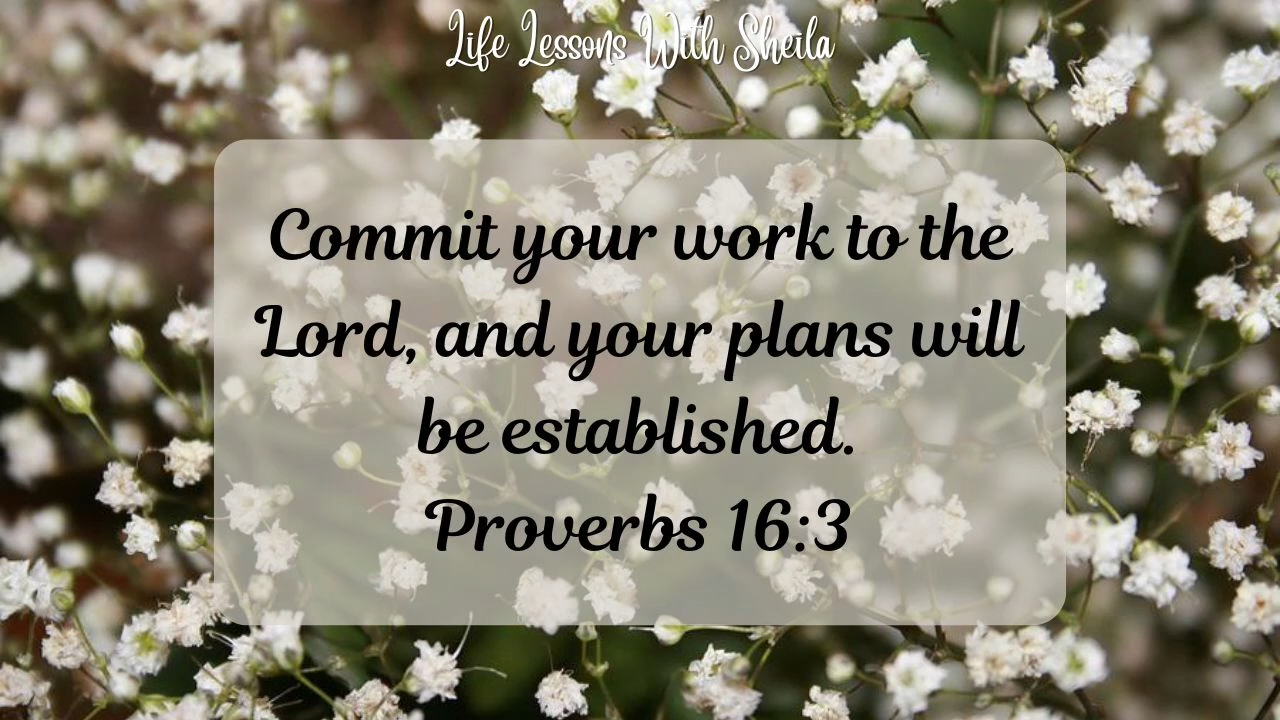 Life Lessons With Sheila
Commit your work to the
Lord, and your plans will
be established.
Proverbs 16:3